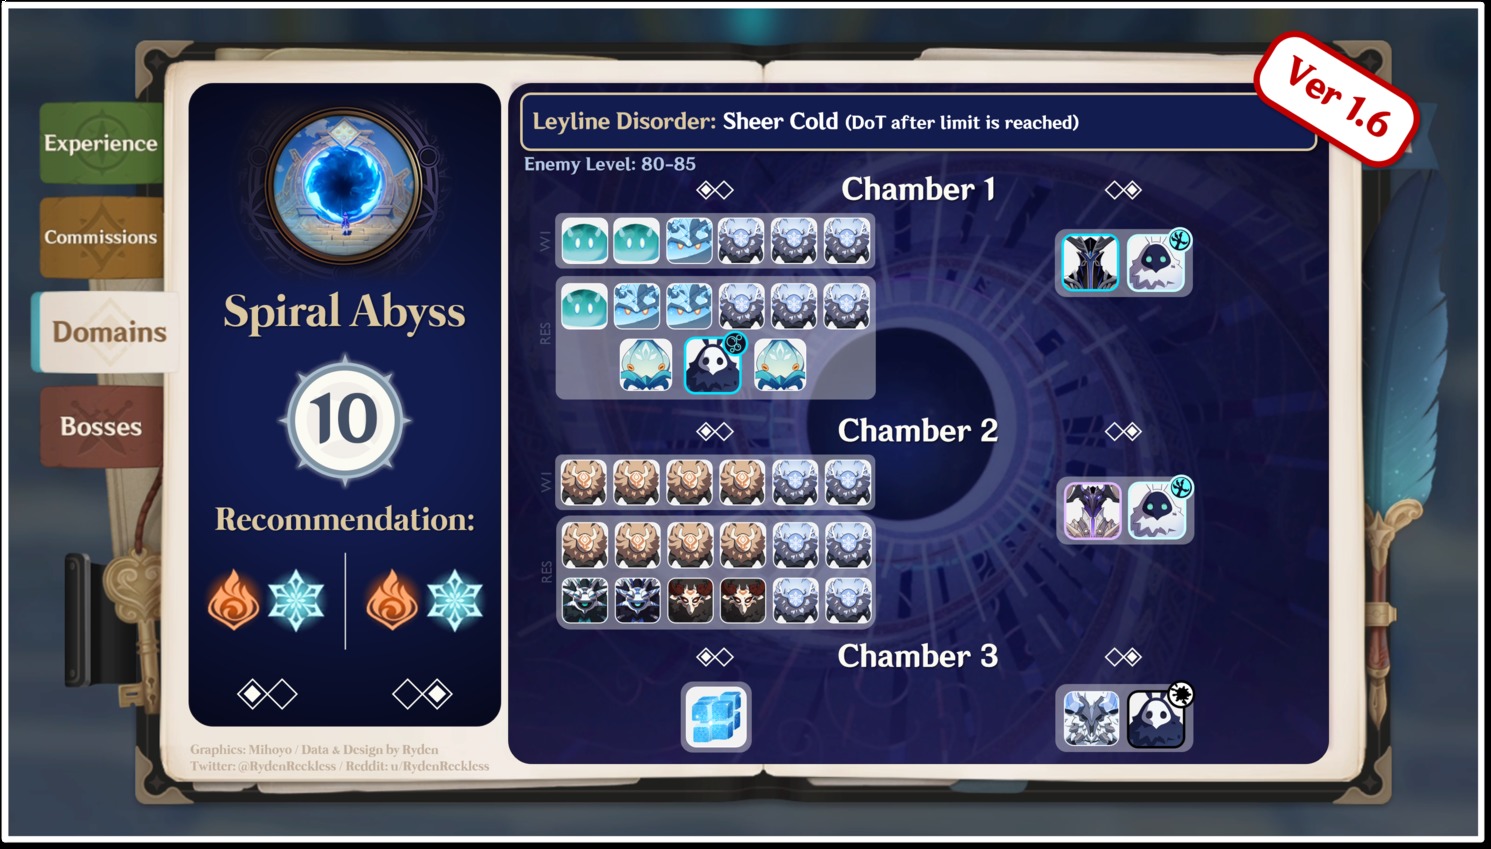 Ver 1.6
Experience
Commissions
Domains
Bosses
Spiral Abyss
10
Recommendation:
Graphics: Mihoyo / Data & Design by Ryden
Twitter: @RydenReckless / Reddit: u/RydenReckless
Leyline Disorder: Sheer Cold (DoT after limit is reached)
Enemy Level: 80-85
Chamber 1
W1
RES
Chamber 2
W1
RES
Chamber 3